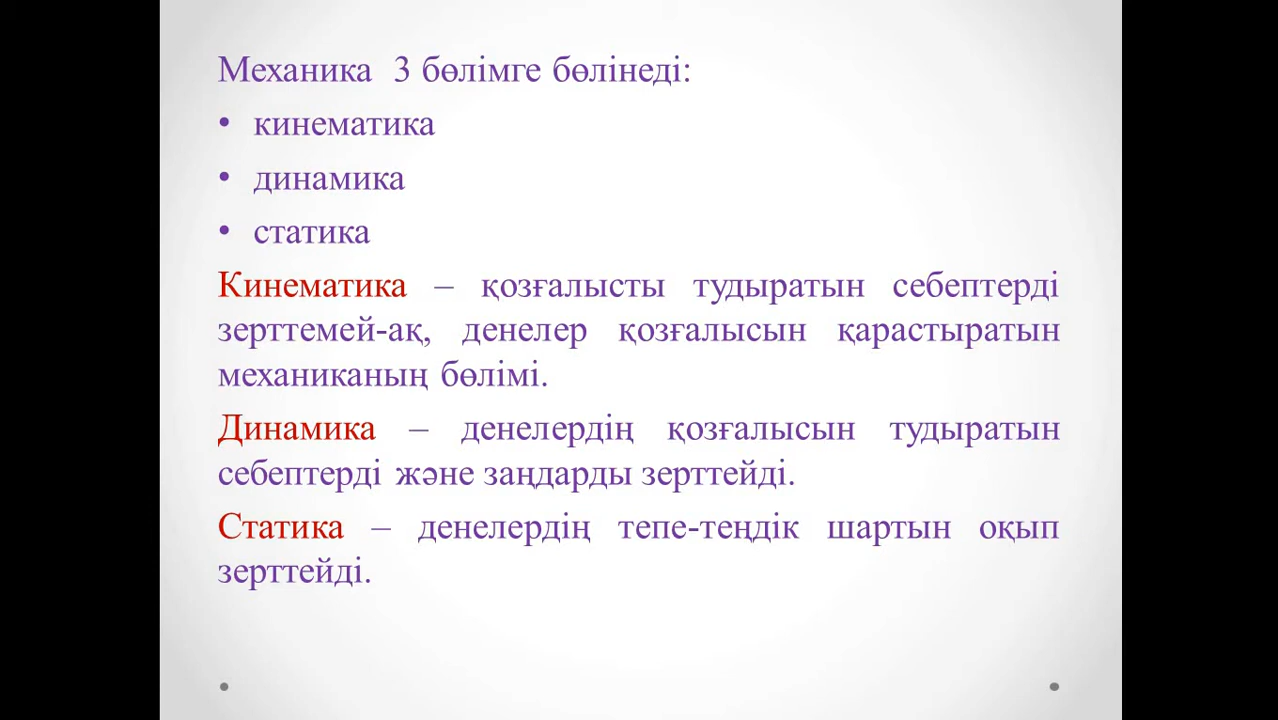 Механика 3 бөлімге бөлінеді:
• кинематика
• динамика
• статика
Кинематика – қозғалысты тудыратын себептерді
зерттемей-ақ, денелер қозғалысын қарастыратын
механиканың бөлімі.
Динамика – денелердің қозғалысын тудыратын
себептерді және заңдарды зерттейді.
Статика – денелердің тепе-теңдік шартын оқып
зерттейді.